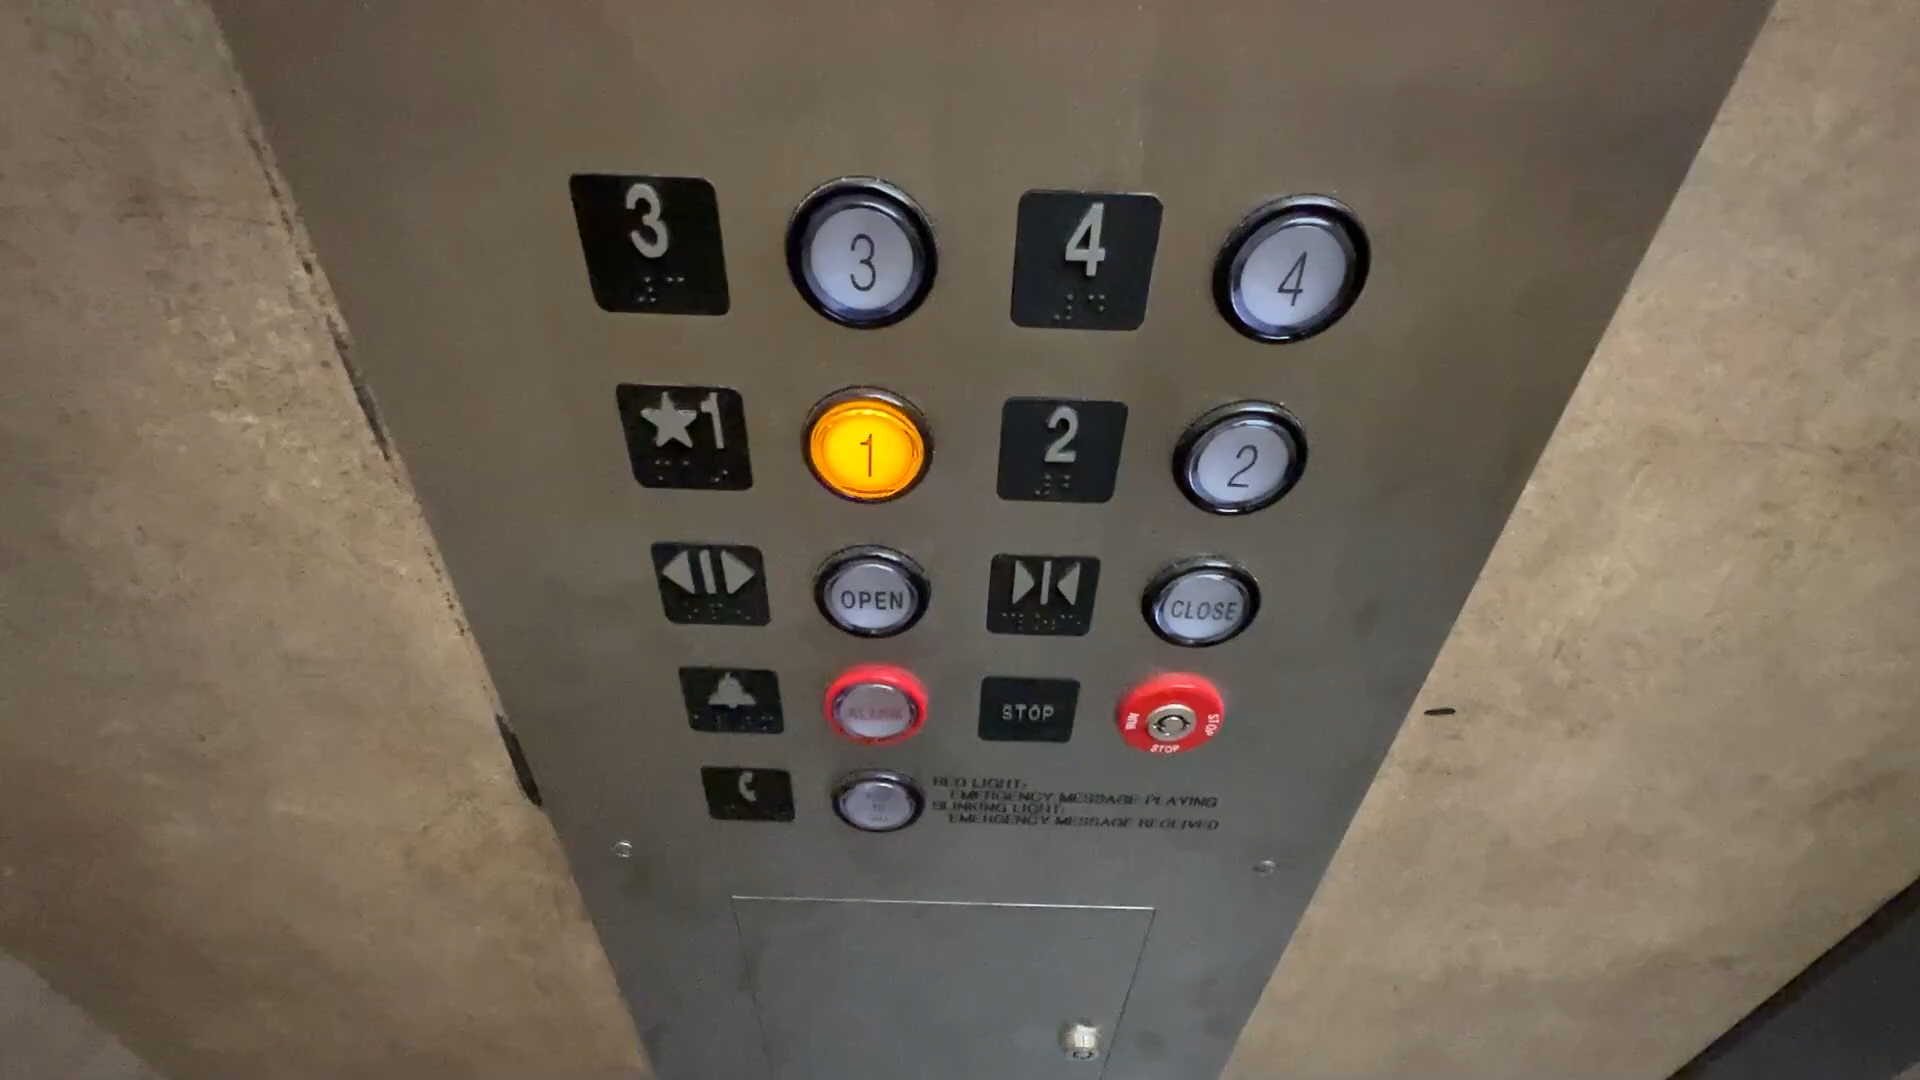 3 3 4 4
★1 1 2 2
OPEN CLOSE
ALARM STOP RUN STOP STOP
RED LIGHT:
EMERGENCY MESSAGE PLAYING
BLINKING LIGHT:
EMERGENCY MESSAGE RECEIVED